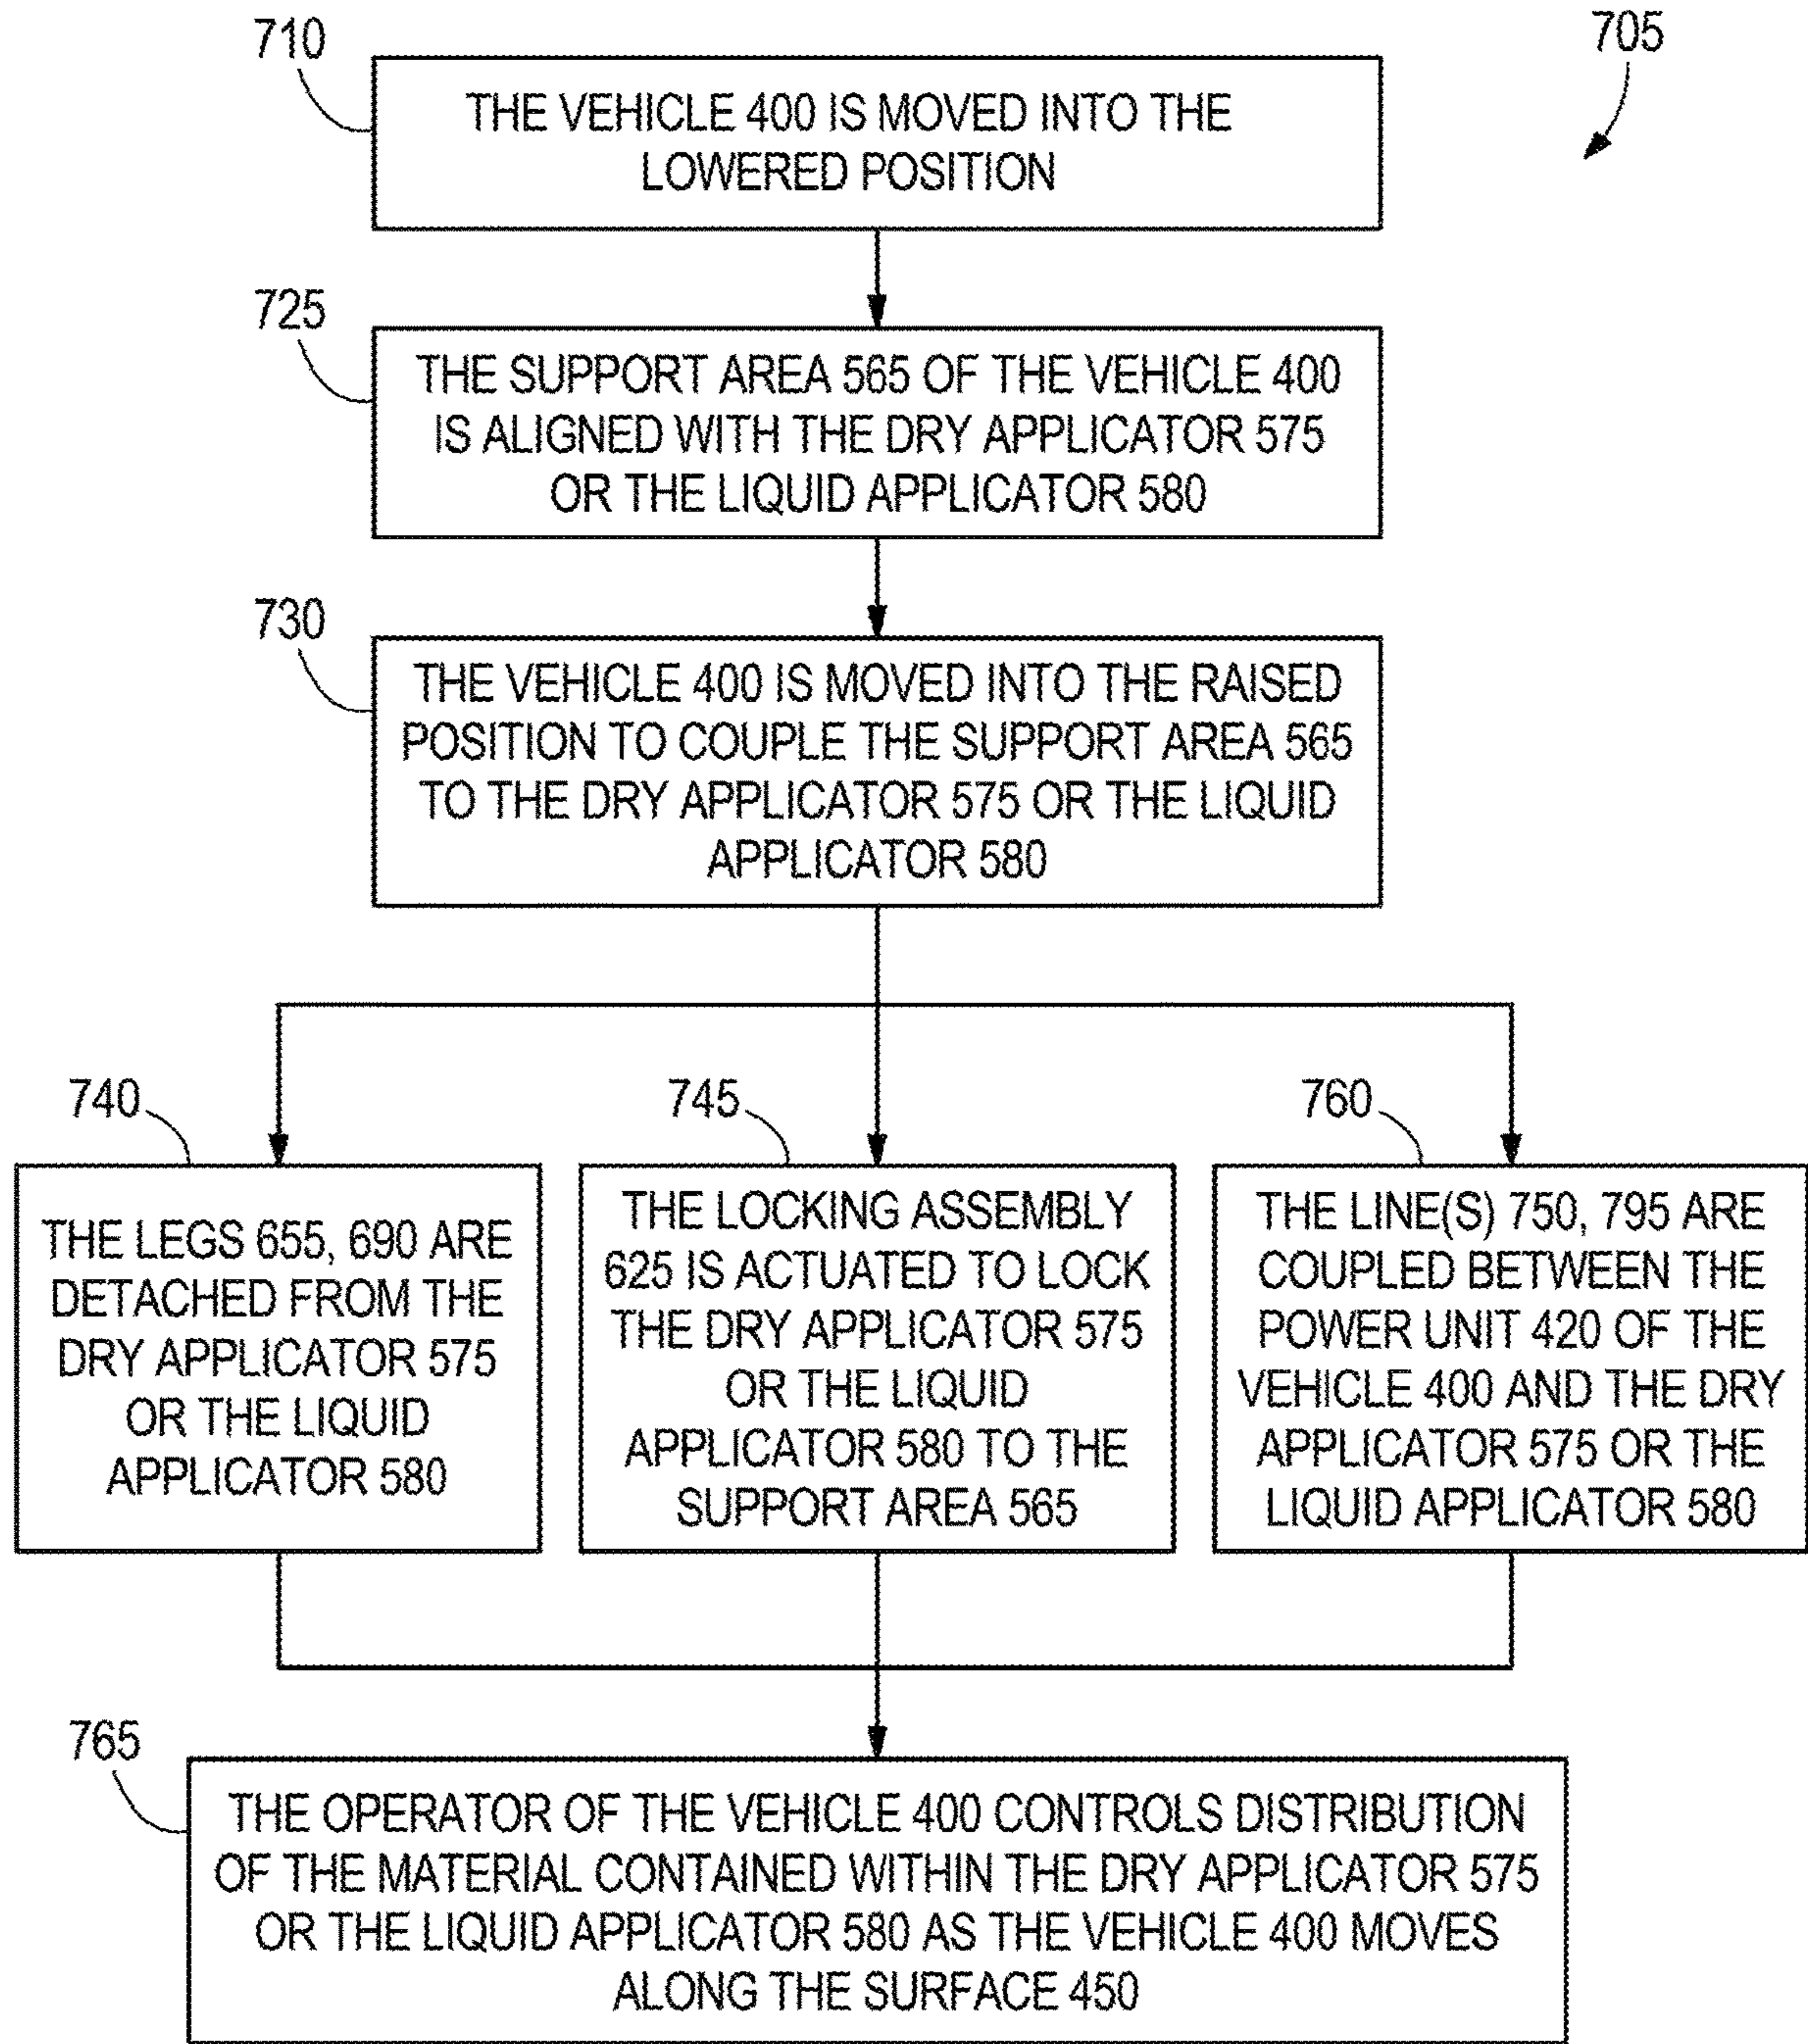 710
705
THE VEHICLE 400 IS MOVED INTO THE
LOWERED POSITION
725
THE SUPPORT AREA 565 OF THE VEHICLE 400
IS ALIGNED WITH THE DRY APPLICATOR 575
OR THE LIQUID APPLICATOR 580
730
THE VEHICLE 400 IS MOVED INTO THE RAISED
POSITION TO COUPLE THE SUPPORT AREA 565
TO THE DRY APPLICATOR 575 OR THE LIQUID
APPLICATOR 580
740
THE LEGS 655, 690 ARE
DETACHED FROM THE
DRY APPLICATOR 575
OR THE LIQUID
APPLICATOR 580
745
THE LOCKING ASSEMBLY
625 IS ACTUATED TO LOCK
THE DRY APPLICATOR 575
OR THE LIQUID
APPLICATOR 580 TO THE
SUPPORT AREA 565
760
THE LINE(S) 750, 795 ARE
COUPLED BETWEEN THE
POWER UNIT 420 OF THE
VEHICLE 400 AND THE DRY
APPLICATOR 575 OR THE
LIQUID APPLICATOR 580
765
THE OPERATOR OF THE VEHICLE 400 CONTROLS DISTRIBUTION
OF THE MATERIAL CONTAINED WITHIN THE DRY APPLICATOR 575
OR THE LIQUID APPLICATOR 580 AS THE VEHICLE 400 MOVES
ALONG THE SURFACE 450